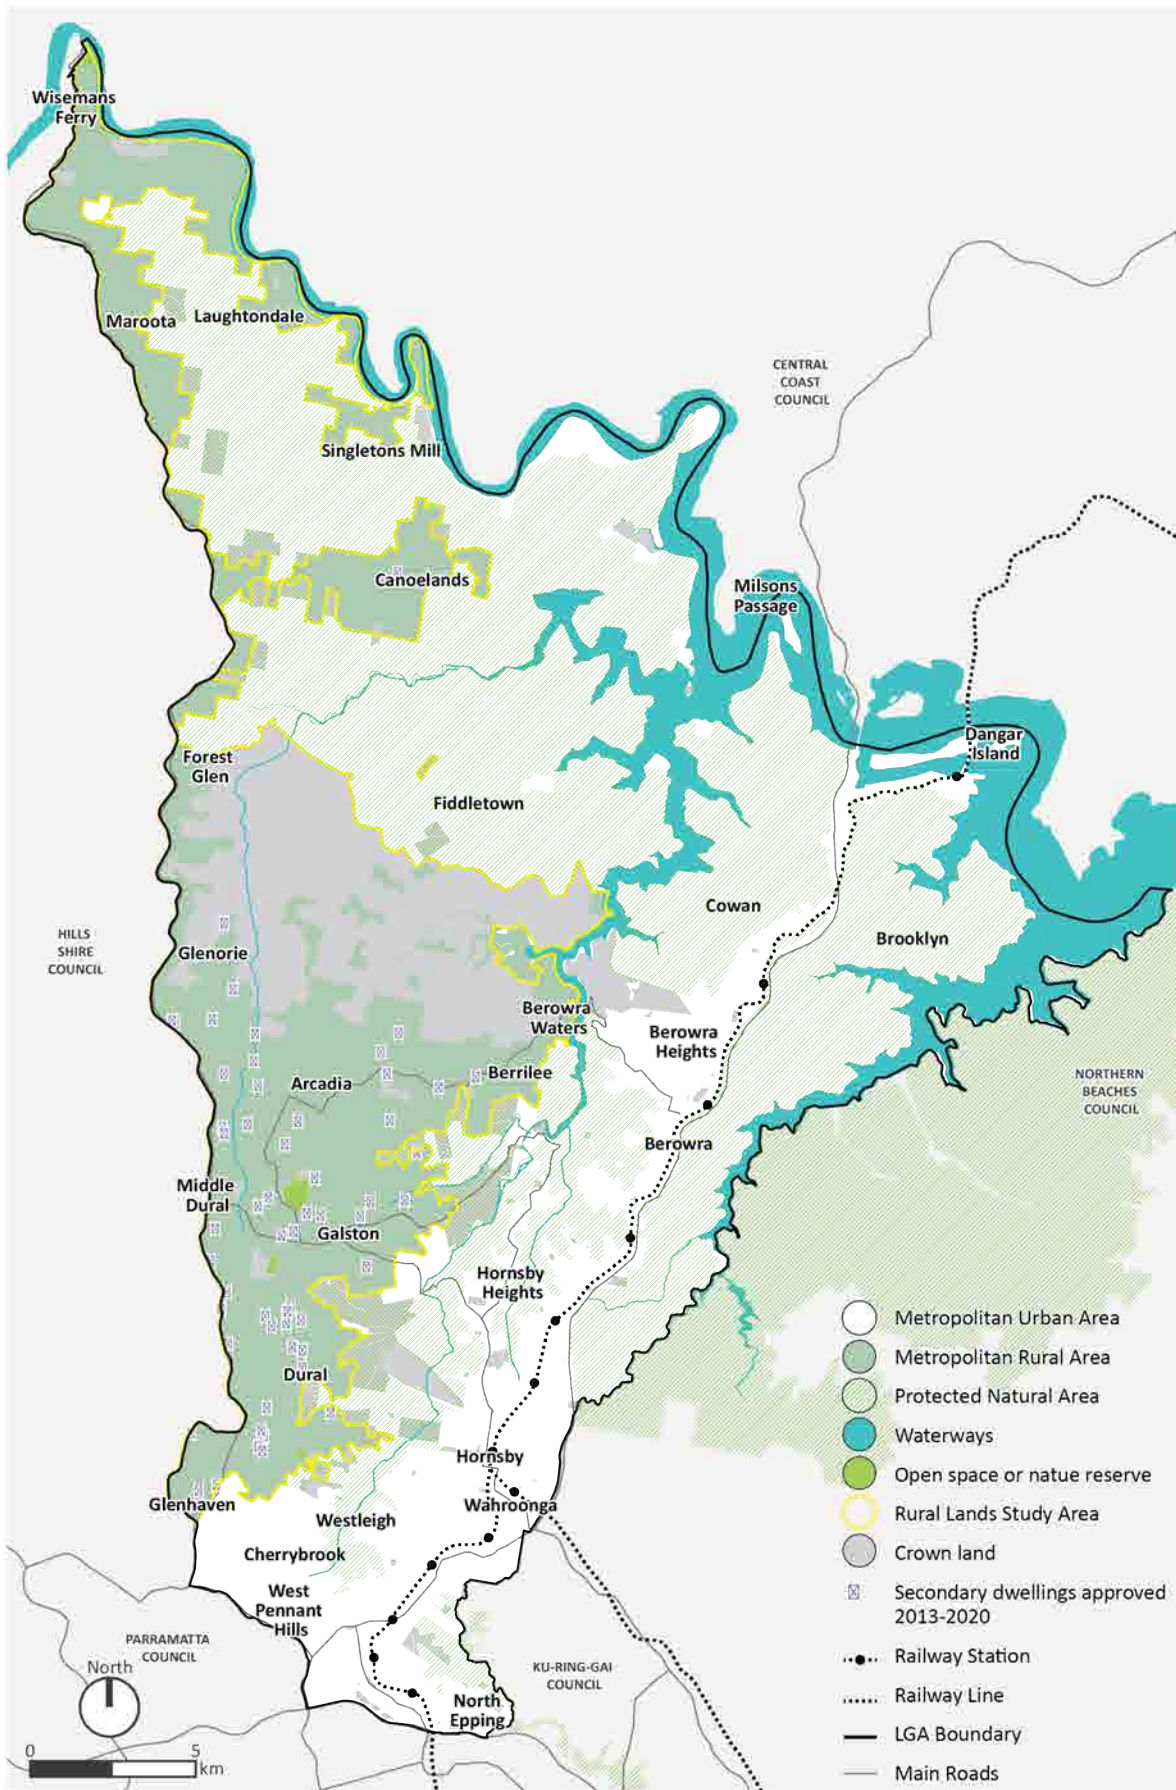 Wisemans
Ferry
Maroota
Laughtondale
Singletons Mill
CENTRAL
COAST
COUNCIL
Canoelands
Milsons
Passage
Forest
Glen
Dangar
Island
Fiddletown
Cowan
Brooklyn
HILLS
SHIRE
COUNCIL
Glenorie
Berowra
Waters
Berowra
Heights
Arcadia
Berrilee
NORTHERN
BEACHES
COUNCIL
Berowra
Middle
Dural
Galston
Hornsby
Heights
Dural
Hornsby
Glenhaven
Wahroonga
Westleigh
Cherrybrook
West
Pennant
Hills
PARRAMATTA
COUNCIL
KU-RING-GAI
COUNCIL
North
Epping
North
0 5
km
Metropolitan Urban Area
Metropolitan Rural Area
Protected Natural Area
Waterways
Open space or natue reserve
Rural Lands Study Area
Crown land
Secondary dwellings approved
2013-2020
Railway Station
Railway Line
LGA Boundary
Main Roads